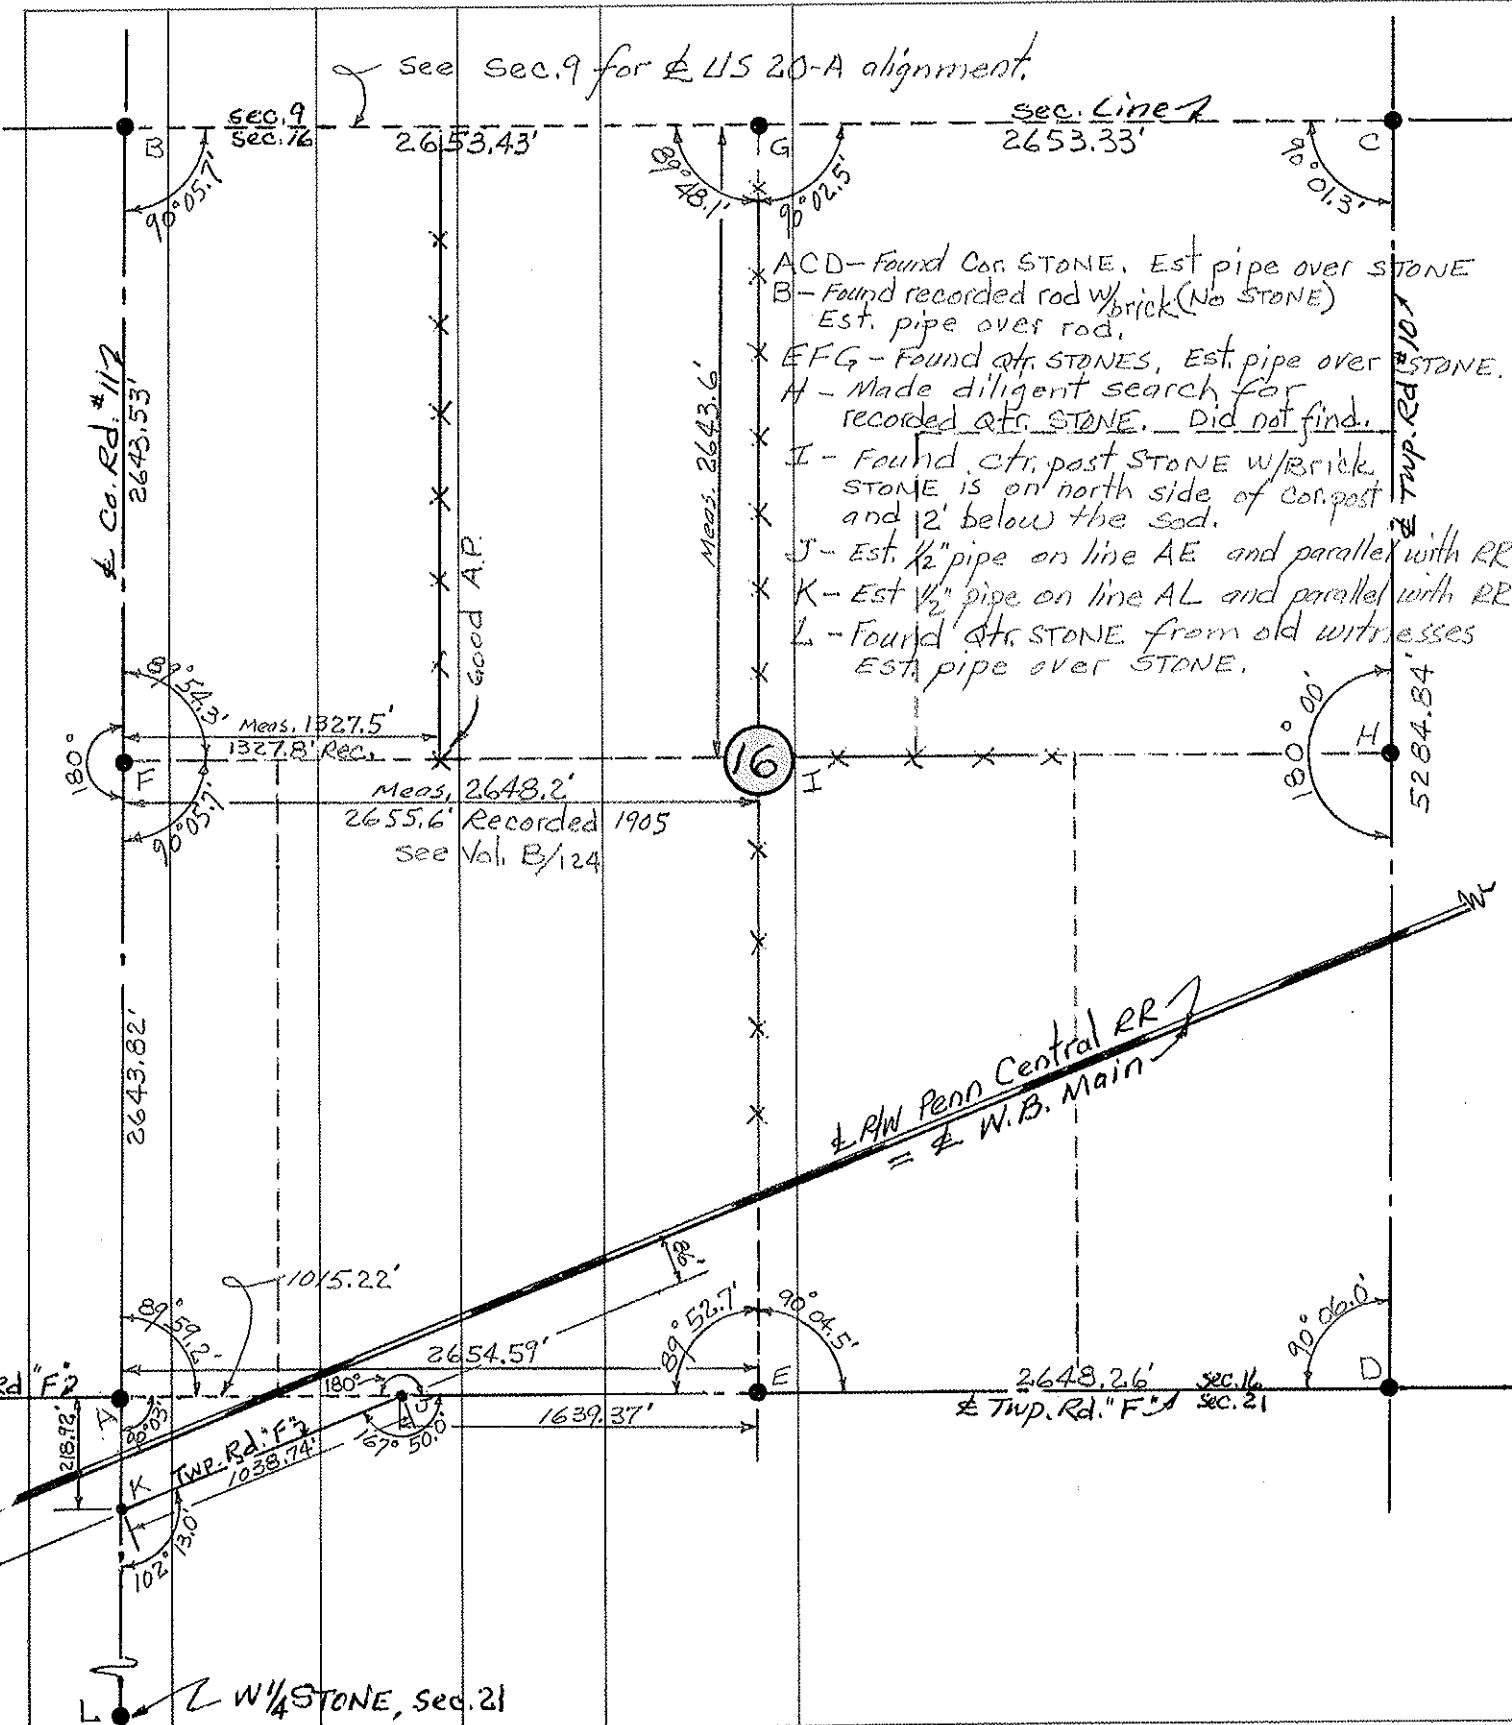 See Sec. 9 for ℄ US 20-A alignment.
Sec. 9
Sec. 16
2653.43'
Sec. Line
2653.33'
B
G
C
90°05.7'
89°48.1'
90°02.5'
90°01.3'
ACD - Found Cor. STONE. Est pipe over STONE
B - Found recorded rod w/brick (No STONE)
Est. pipe over rod.
EFG - Found Qtr. STONES, Est. pipe over STONE.
H - Made diligent search for
recorded Qtr. STONE. Did not find.
I - Found ctr. post STONE w/Brick
STONE is on north side of Cor. post
and 12' below the sod.
J - Est. 1/2" pipe on line AE and parallel with RR
K - Est 1/2" pipe on line AL and parallel with RR
L - Found Qtr. STONE from old witnesses
Est. pipe over STONE.
℄ Co. Rd. #11
2643.53'
Meas. 2643.6'
℄ Twp. Rd #10
Good A.P.
89°54.3'
180°
F
90°05.7'
Meas. 1327.5'
1327.8' Rec.
16
I
H
180°00'
5284.84'
Meas. 2648.2'
2655.6' Recorded 1905
See Vol. B/124
2643.82'
℄ R/W Penn Central RR
= ℄ W.B. Main
1015.22'
89°59.2'
2654.59'
89°52.7'
90°04.5'
90°06.0'
Rd "F"
A
180°
J
E
D
2648.26'
Sec. 16
Sec. 21
℄ Twp. Rd. "F"
1639.37'
218.92'
Twp. Rd. "F"
1038.74'
67°50.0'
K
102°13.0'
L
W 1/4 STONE, Sec. 21